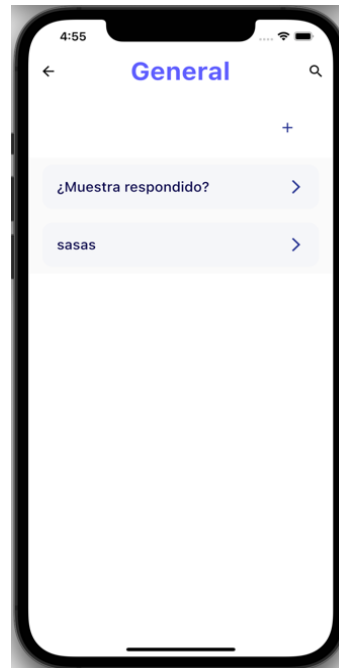 4:55
General
+
¿Muestra respondido?
sasas